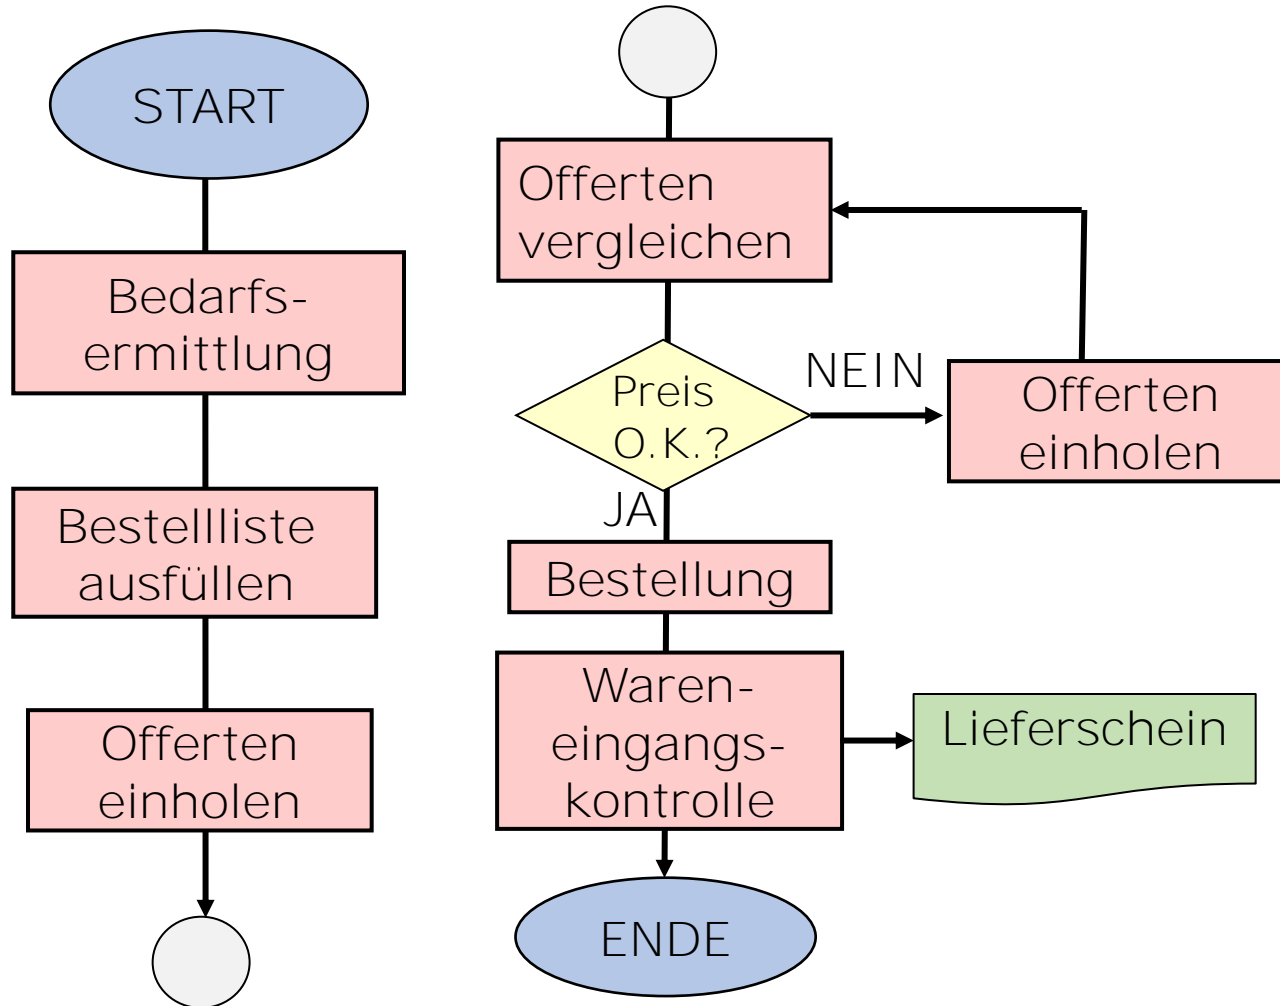 START
Bedarfs-
ermittlung
Bestellliste
ausfüllen
Offerten
einholen
Offerten
vergleichen
Preis
O.K.?
NEIN
Offerten
einholen
JA
Bestellung
Waren-
eingangs-
kontrolle
Lieferschein
ENDE